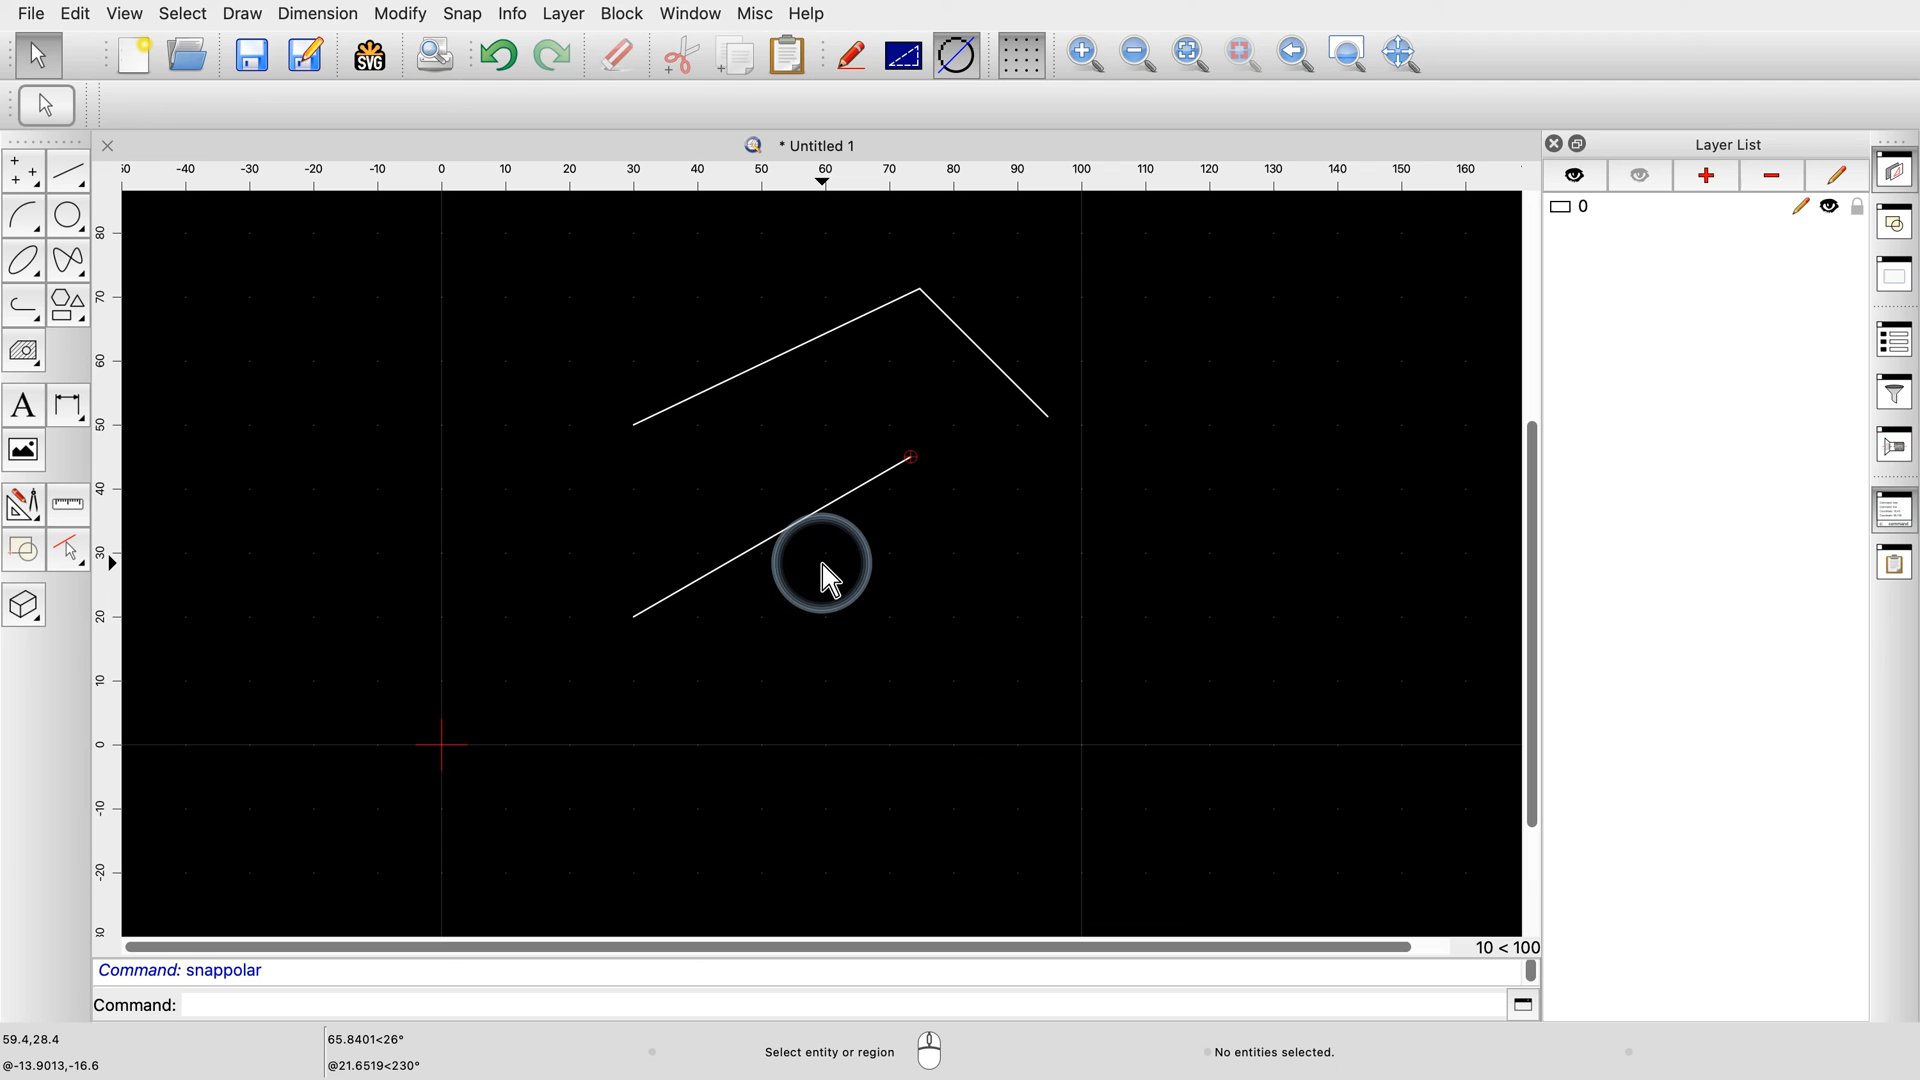 File Edit View Select Draw Dimension Modify Snap Info Layer Block Window Misc Help
SVG
* Untitled 1
Layer List
-40 -30 -20 -10 0 10 20 30 40 50 60 70 80 90 100 110 120 130 140 150 160
0
80
70
60
50
40
30
20
10
0
-10
-20
A
10 < 100
Command: snappolar
Command:
59.4,28.4
@-13.9013,-16.6
65.8401<26°
@21.6519<230°
Select entity or region
No entities selected.